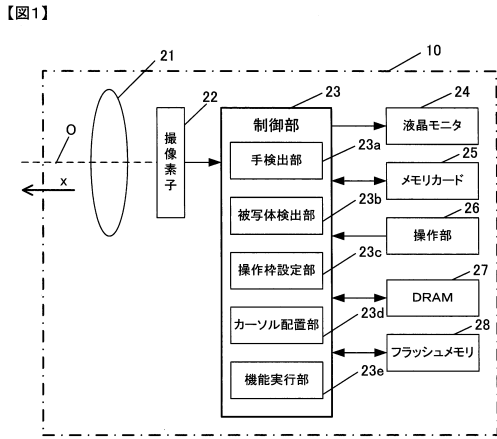 【図1】
10
21
22
23
24
O
x
撮像素子
制御部
手検出部
23a
被写体検出部
23b
操作枠設定部
23c
カーソル配置部
23d
機能実行部
23e
液晶モニタ
25
メモリカード
26
操作部
27
DRAM
28
フラッシュメモリ